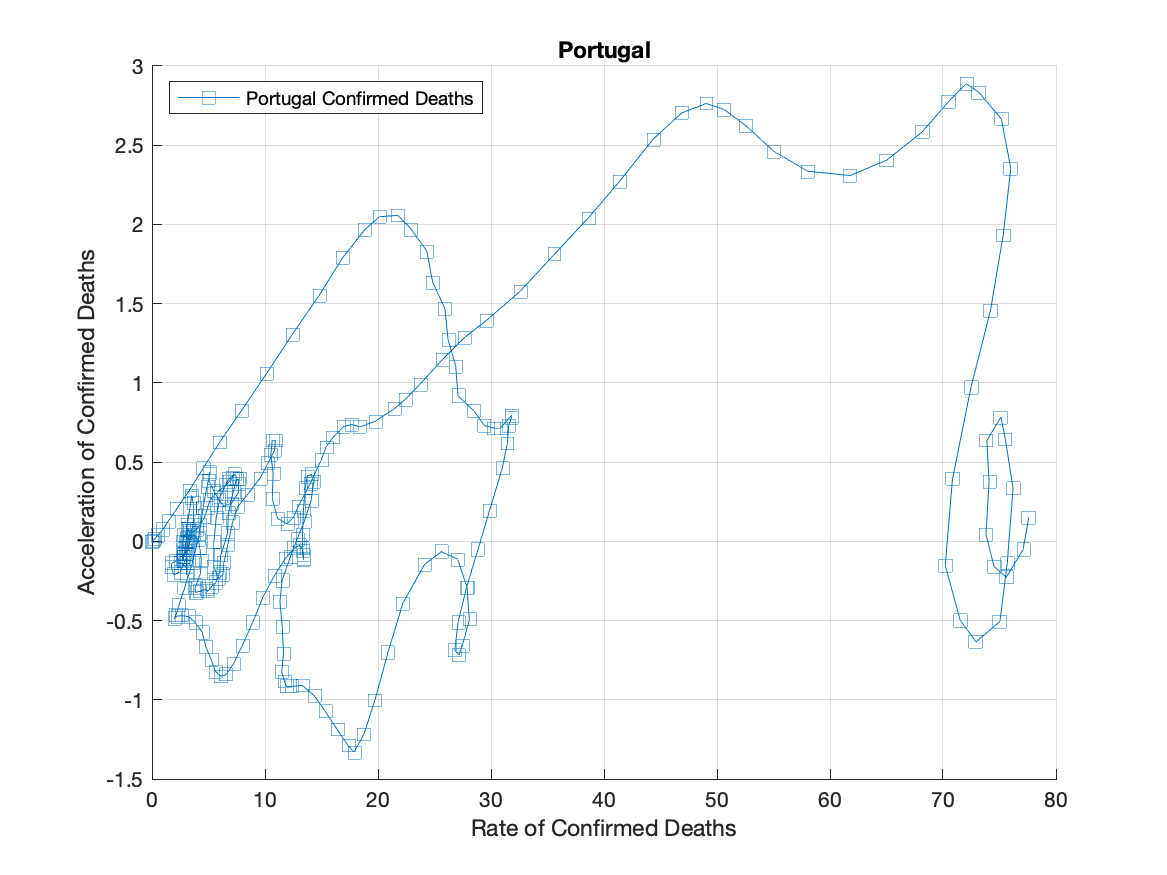 Portugal
Portugal Confirmed Deaths
3
2.5
2
1.5
1
0.5
0
-0.5
-1
-1.5
Acceleration of Confirmed Deaths
0 10 20 30 40 50 60 70 80
Rate of Confirmed Deaths